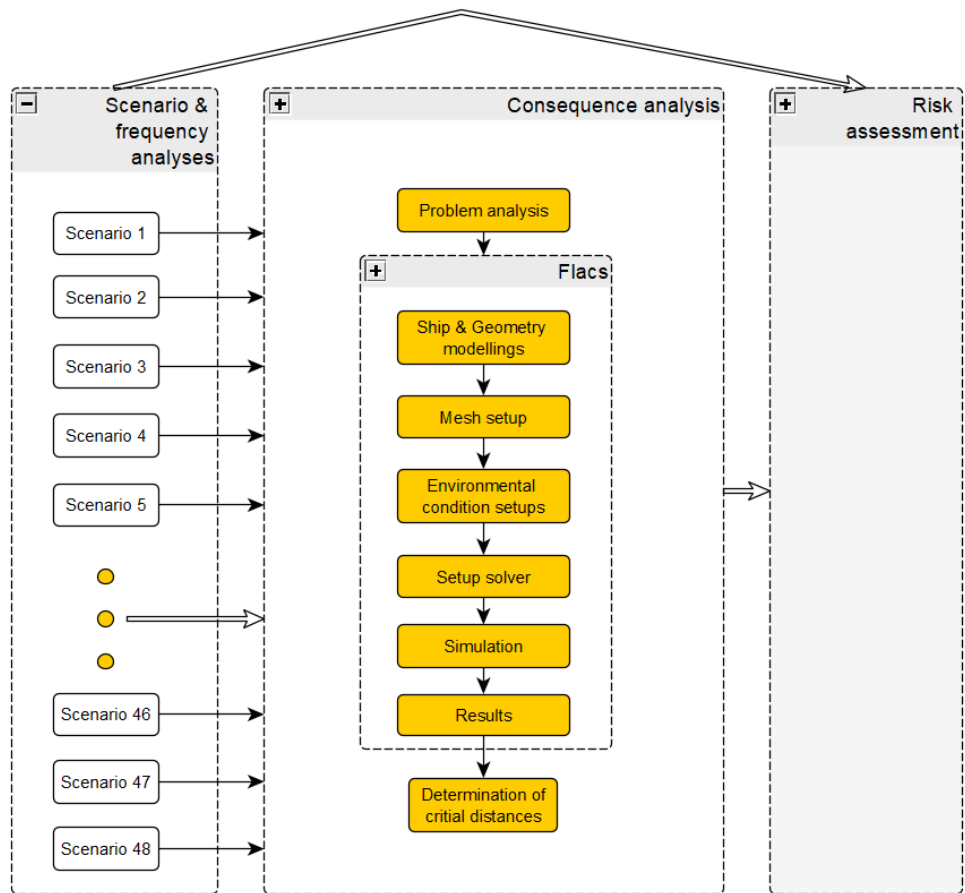 Scenario &
frequency
analyses
Scenario 1
Scenario 2
Scenario 3
Scenario 4
Scenario 5
Scenario 46
Scenario 47
Scenario 48
Consequence analysis
Problem analysis
Flacs
Ship & Geometry
modellings
Mesh setup
Environmental
condition setups
Setup solver
Simulation
Results
Determination of
critial distances
Risk
assessment